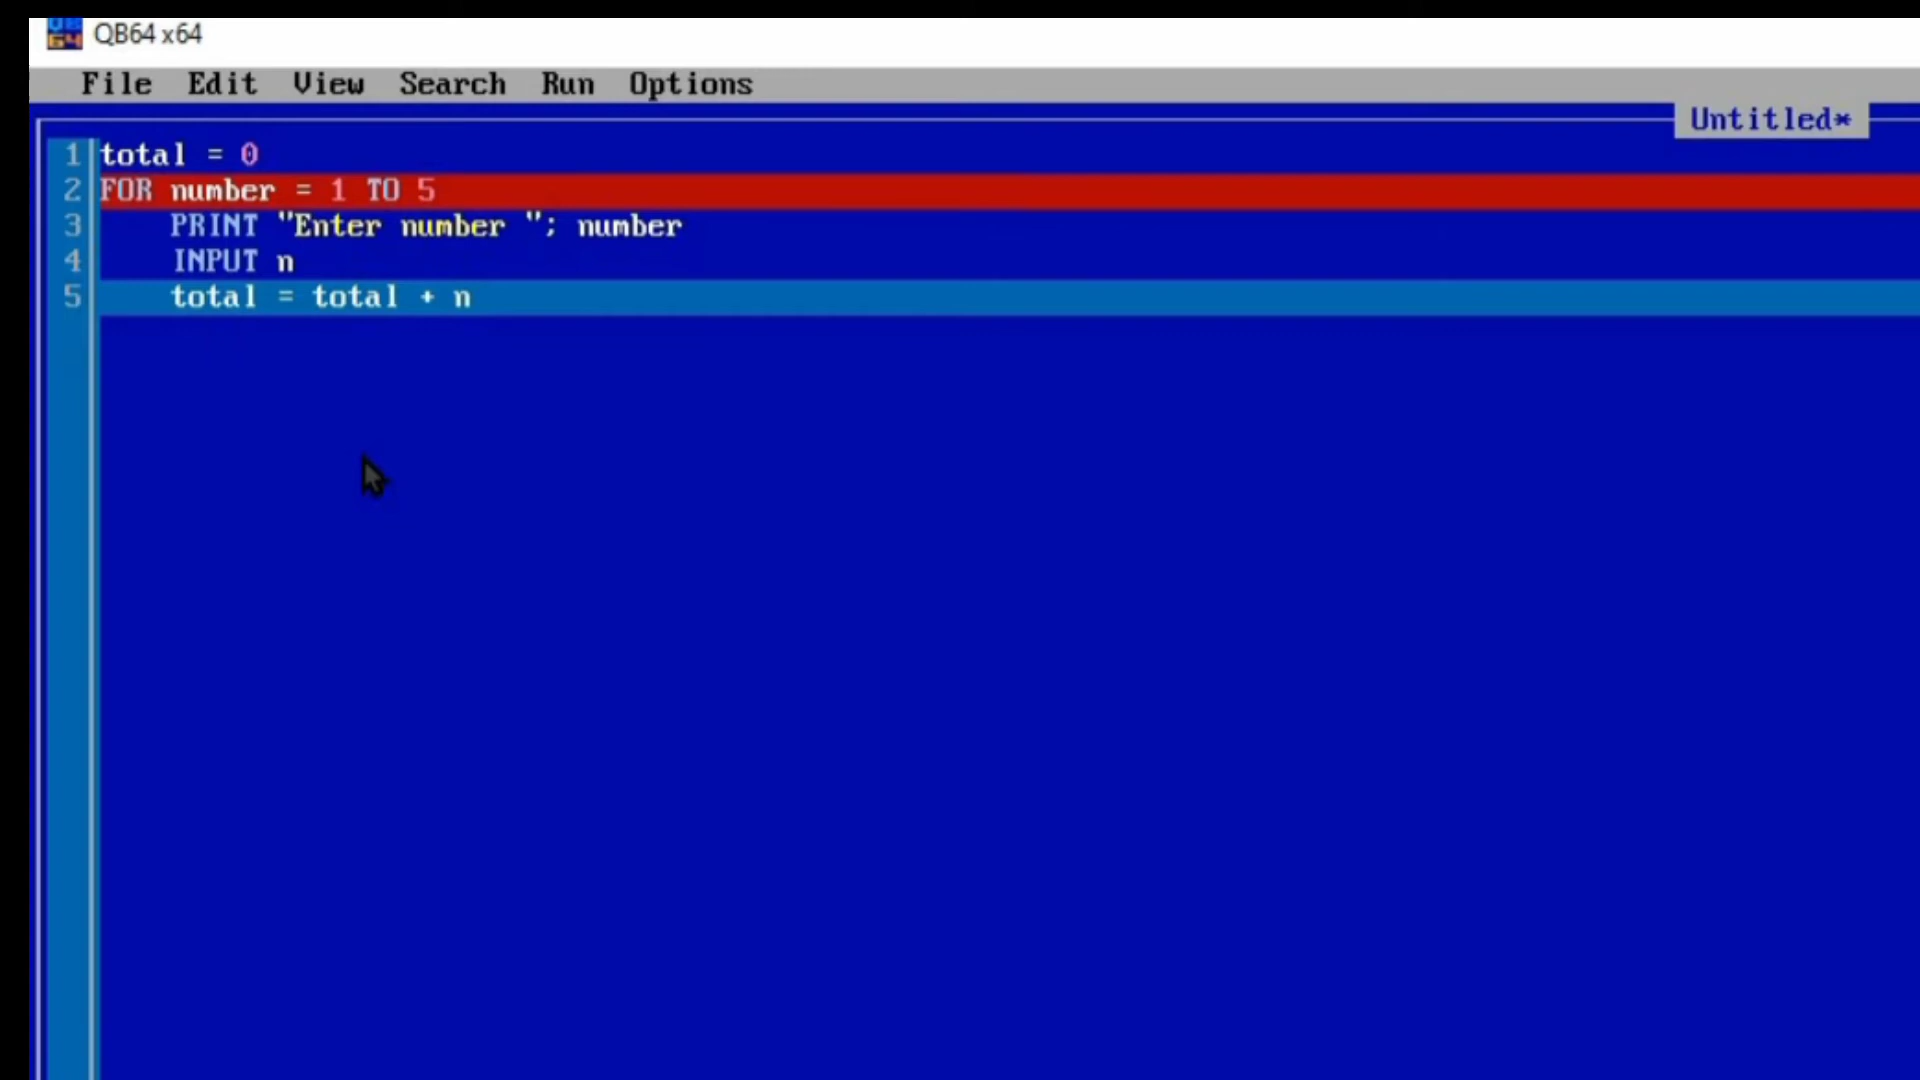 QB64 x64
File Edit View Search Run Options
Untitled*
1 total = 0
2 FOR number = 1 TO 5
3     PRINT "Enter number "; number
4     INPUT n
5     total = total + n